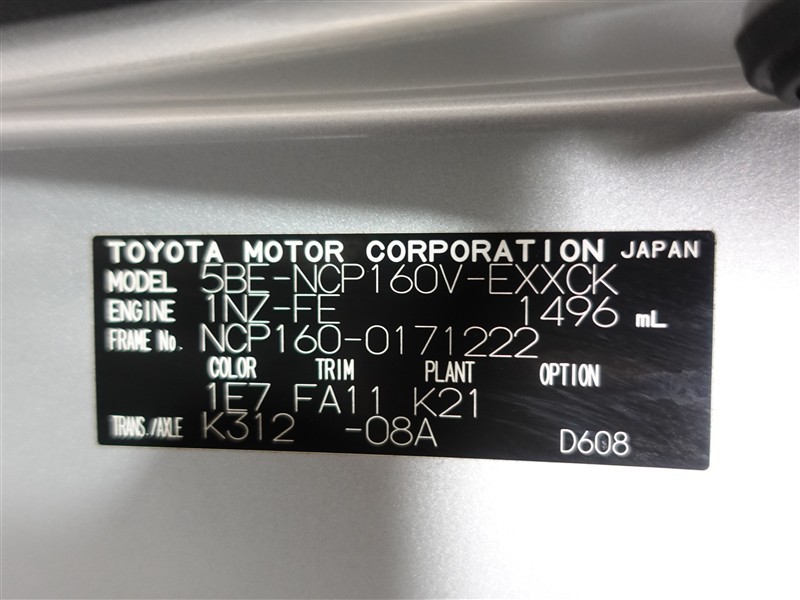 TOYOTA MOTOR CORPORATION JAPAN
MODEL 5BE-NCP160V-EXXCK
ENGINE 1NZ-FE 1496 mL
FRAME No. NCP160-0171222
COLOR TRIM PLANT OPTION
1E7 FA11 K21
TRANS./AXLE K312 -08A
D608